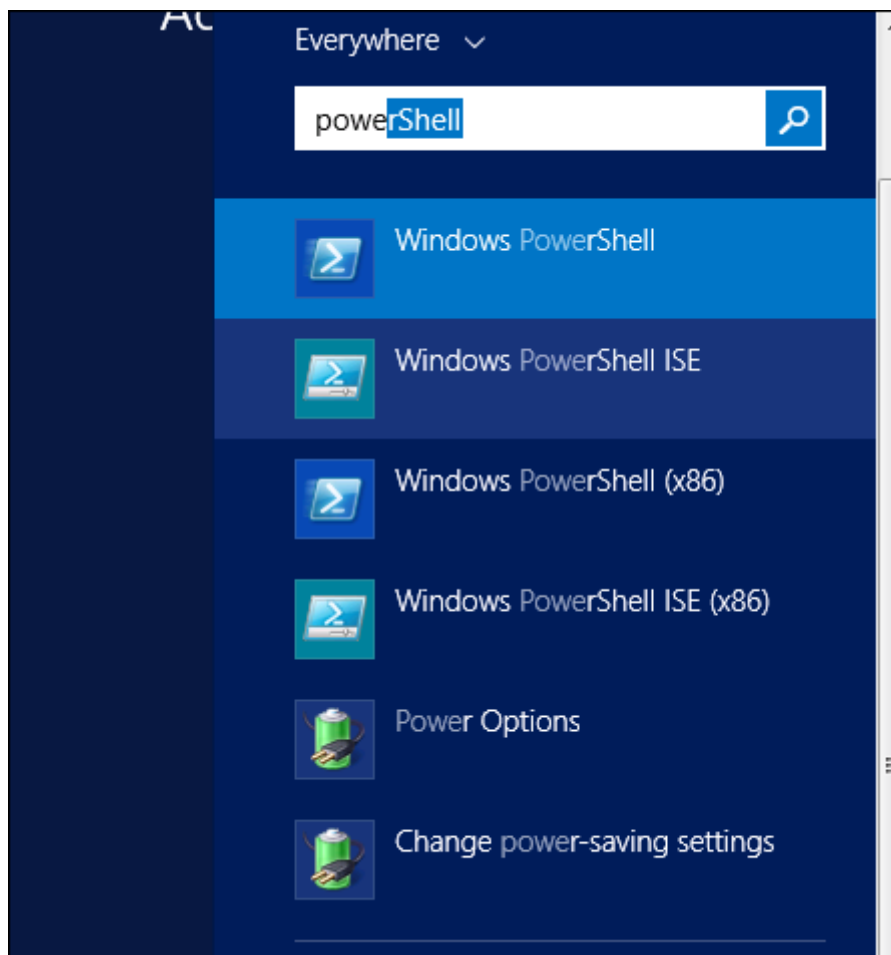 Everywhere
powerShell
Windows PowerShell
Windows PowerShell ISE
Windows PowerShell (x86)
Windows PowerShell ISE (x86)
Power Options
Change power-saving settings